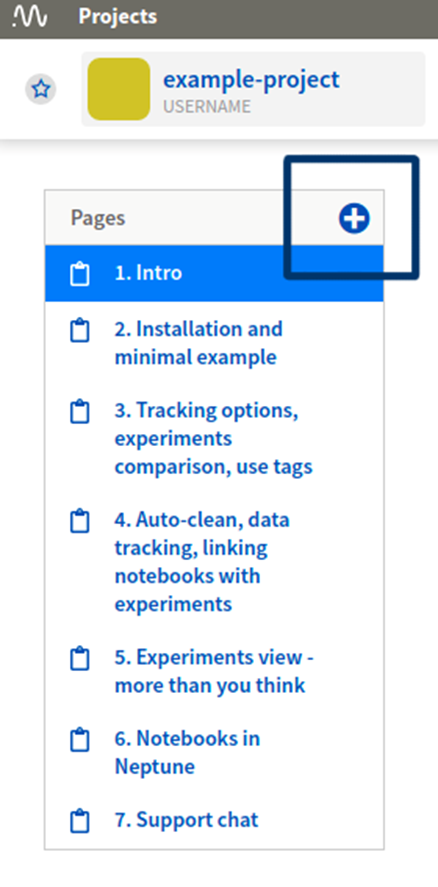 Projects
example-project
USERNAME
Pages
1. Intro
2. Installation and
minimal example
3. Tracking options,
experiments
comparison, use tags
4. Auto-clean, data
tracking, linking
notebooks with
experiments
5. Experiments view -
more than you think
6. Notebooks in
Neptune
7. Support chat